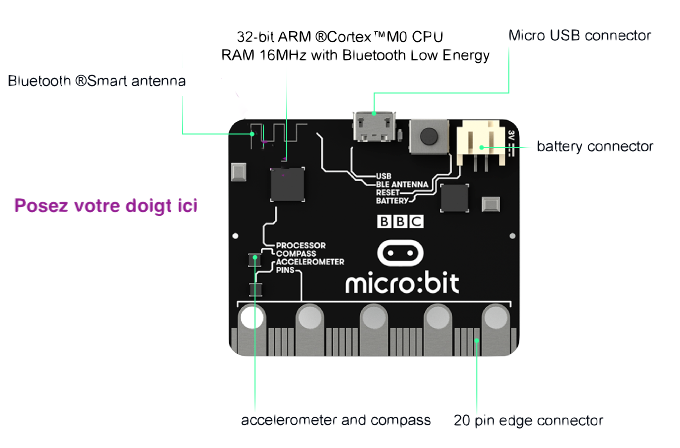 32-bit ARM ®Cortex™M0 CPU
RAM 16MHz with Bluetooth Low Energy
Micro USB connector
Bluetooth ®Smart antenna
battery connector
3V
USB
BLE ANTENNA
RESET
BATTERY
Posez votre doigt ici
BBC
PROCESSOR
COMPASS
ACCELEROMETER
PINS
micro:bit
accelerometer and compass
20 pin edge connector